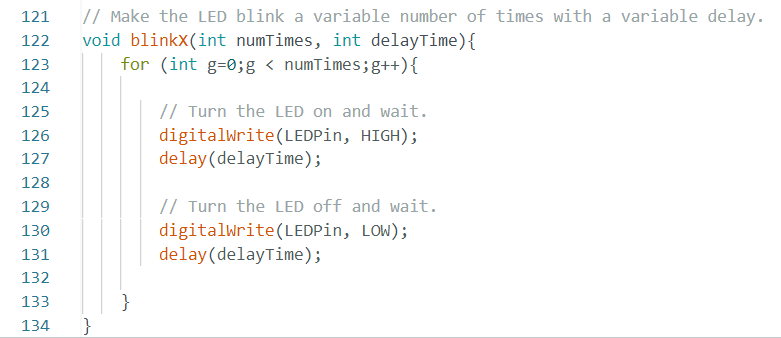 121 // Make the LED blink a variable number of times with a variable delay.
122 void blinkX(int numTimes, int delayTime){
123 for (int g=0;g < numTimes;g++){
124
125 // Turn the LED on and wait.
126 digitalWrite(LEDPin, HIGH);
127 delay(delayTime);
128
129 // Turn the LED off and wait.
130 digitalWrite(LEDPin, LOW);
131 delay(delayTime);
132
133 }
134 }